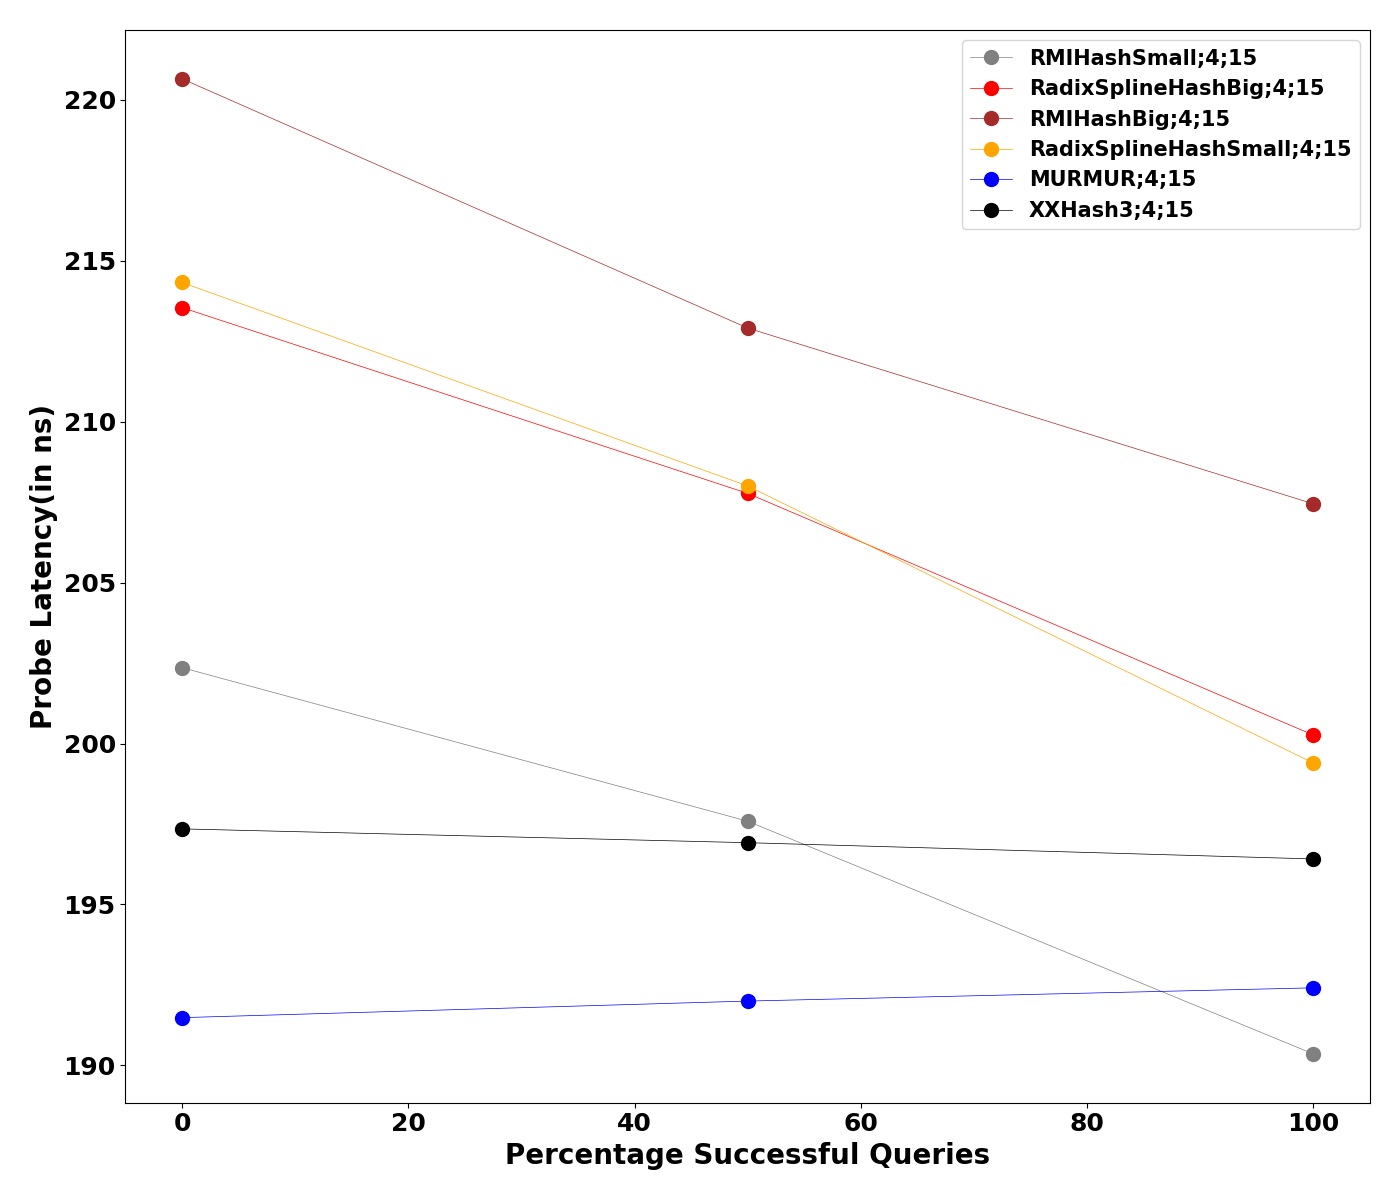 RMIHashSmall;4;15
RadixSplineHashBig;4;15
RMIHashBig;4;15
RadixSplineHashSmall;4;15
MURMUR;4;15
XXHash3;4;15
220
215
210
205
200
195
190
Probe Latency(in ns)
0 20 40 60 80 100
Percentage Successful Queries